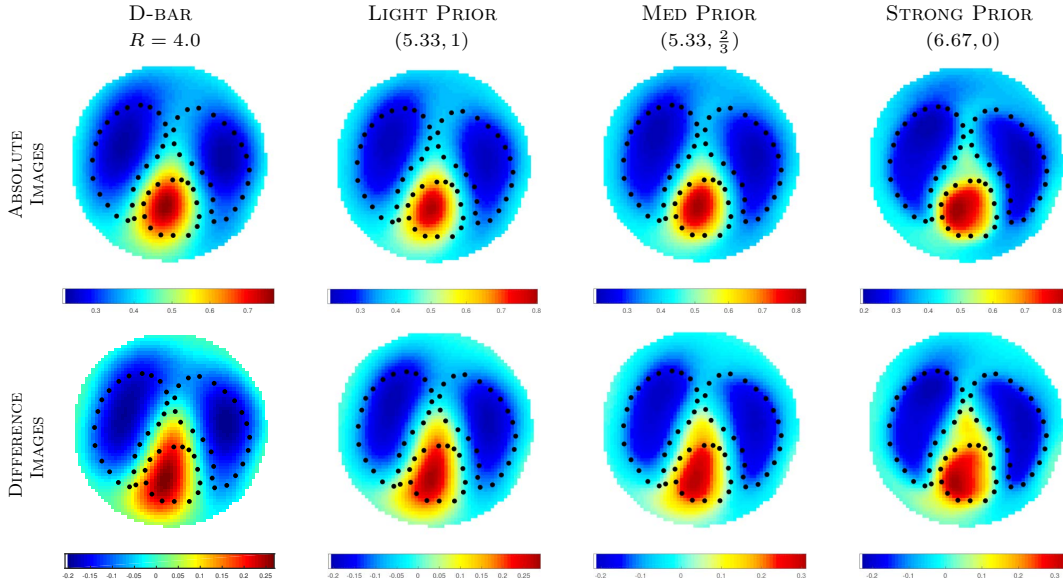 D-BAR LIGHT PRIOR MED PRIOR STRONG PRIOR
R = 4.0 (5.33, 1) (5.33, 2/3) (6.67, 0)
ABSOLUTE
IMAGES
0.3 0.4 0.5 0.6 0.7 0.3 0.4 0.5 0.6 0.7 0.8 0.3 0.4 0.5 0.6 0.7 0.8 0.2 0.3 0.4 0.5 0.6 0.7 0.8
DIFFERENCE
IMAGES
-0.2 -0.15 -0.1 -0.05 0 0.05 0.1 0.15 0.2 0.25 -0.2 -0.15 -0.1 -0.05 0 0.05 0.1 0.15 0.2 0.25 -0.2 -0.1 0 0.1 0.2 0.3 -0.2 -0.1 0 0.1 0.2 0.3